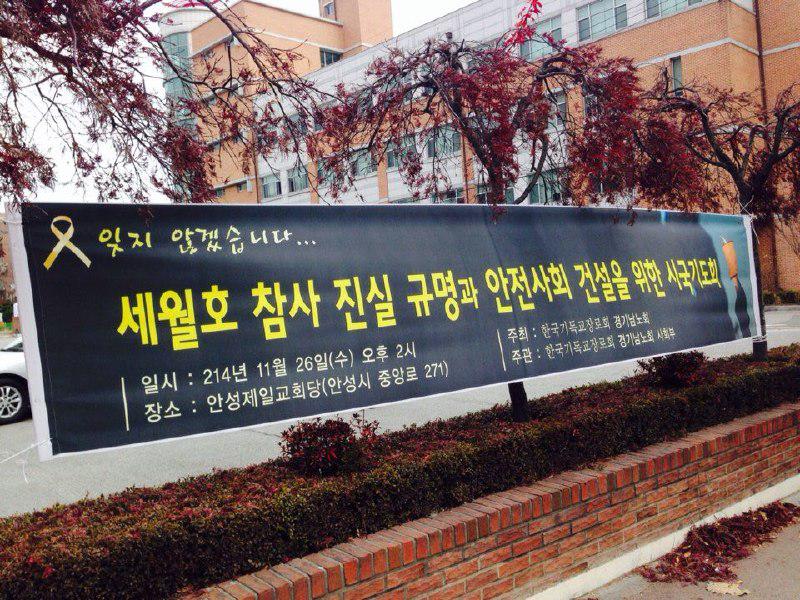 잊지 않겠습니다...
세월호 참사 진실 규명과 안전사회 건설을 위한 시국기도회
일시 : 214년 11월 26일(수) 오후 2시
장소 : 안성제일교회당(안성시 중앙로 271)
주최 : 한국기독교장로회 경기남노회
주관 : 한국기독교장로회 경기남노회 사회부